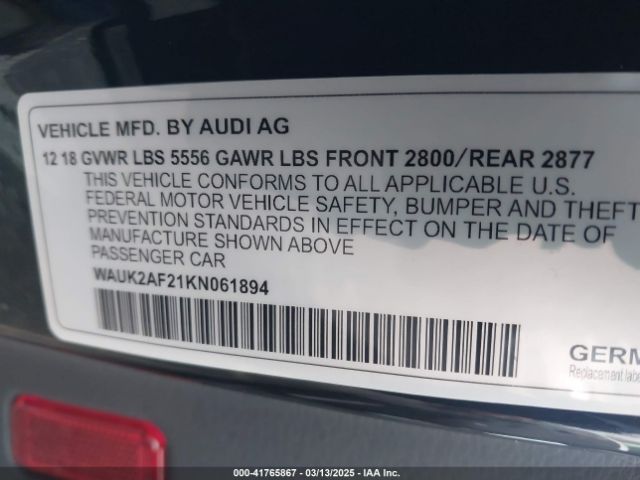 VEHICLE MFD. BY AUDI AG
12 18 GVWR LBS 5556 GAWR LBS FRONT 2800/REAR 2877
THIS VEHICLE CONFORMS TO ALL APPLICABLE U.S.
FEDERAL MOTOR VEHICLE SAFETY, BUMPER AND THEFT
PREVENTION STANDARDS IN EFFECT ON THE DATE OF
MANUFACTURE SHOWN ABOVE
PASSENGER CAR
WAUK2AF21KN061894
GERM
Replacement labe
000-41765867 - 03/13/2025 - IAA Inc.